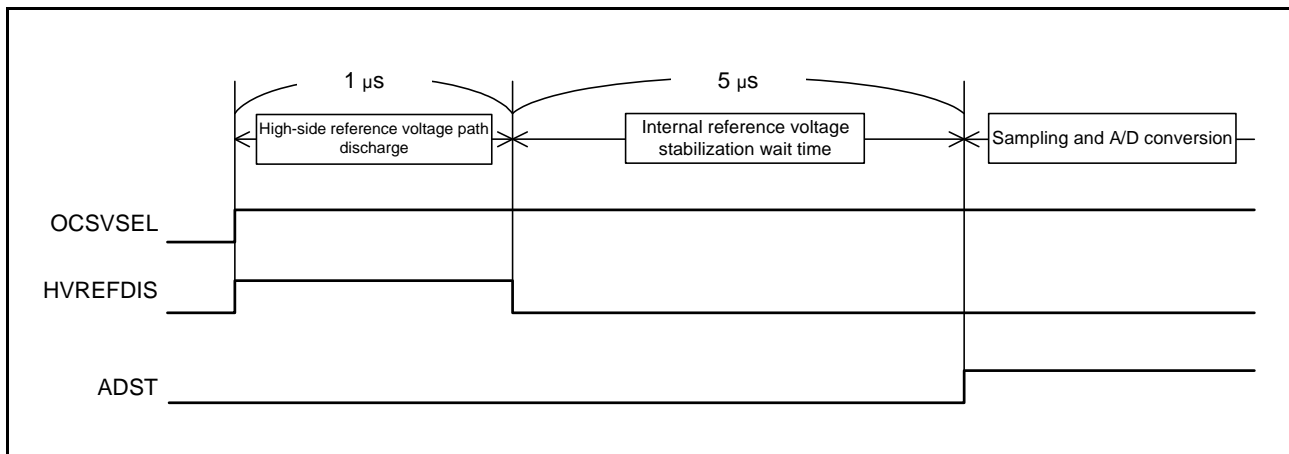 1 µs
5 µs
High-side reference voltage path
discharge
Internal reference voltage
stabilization wait time
Sampling and A/D conversion
OCSVSEL
HVREFDIS
ADST